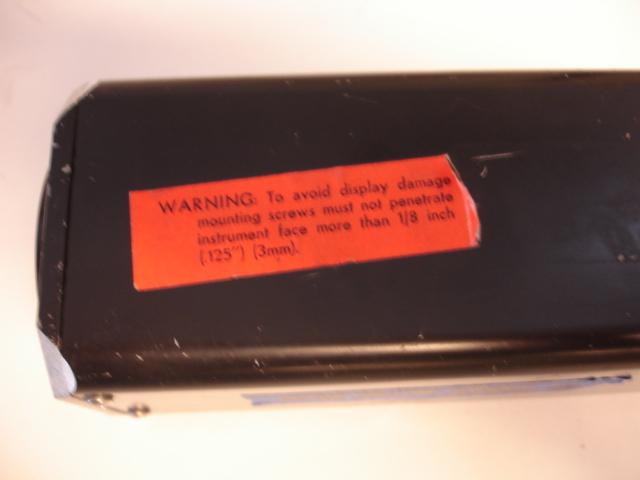 WARNING: To avoid display damage
mounting screws must not penetrate
instrument face more than 1/8 inch
(.125") (3mm).